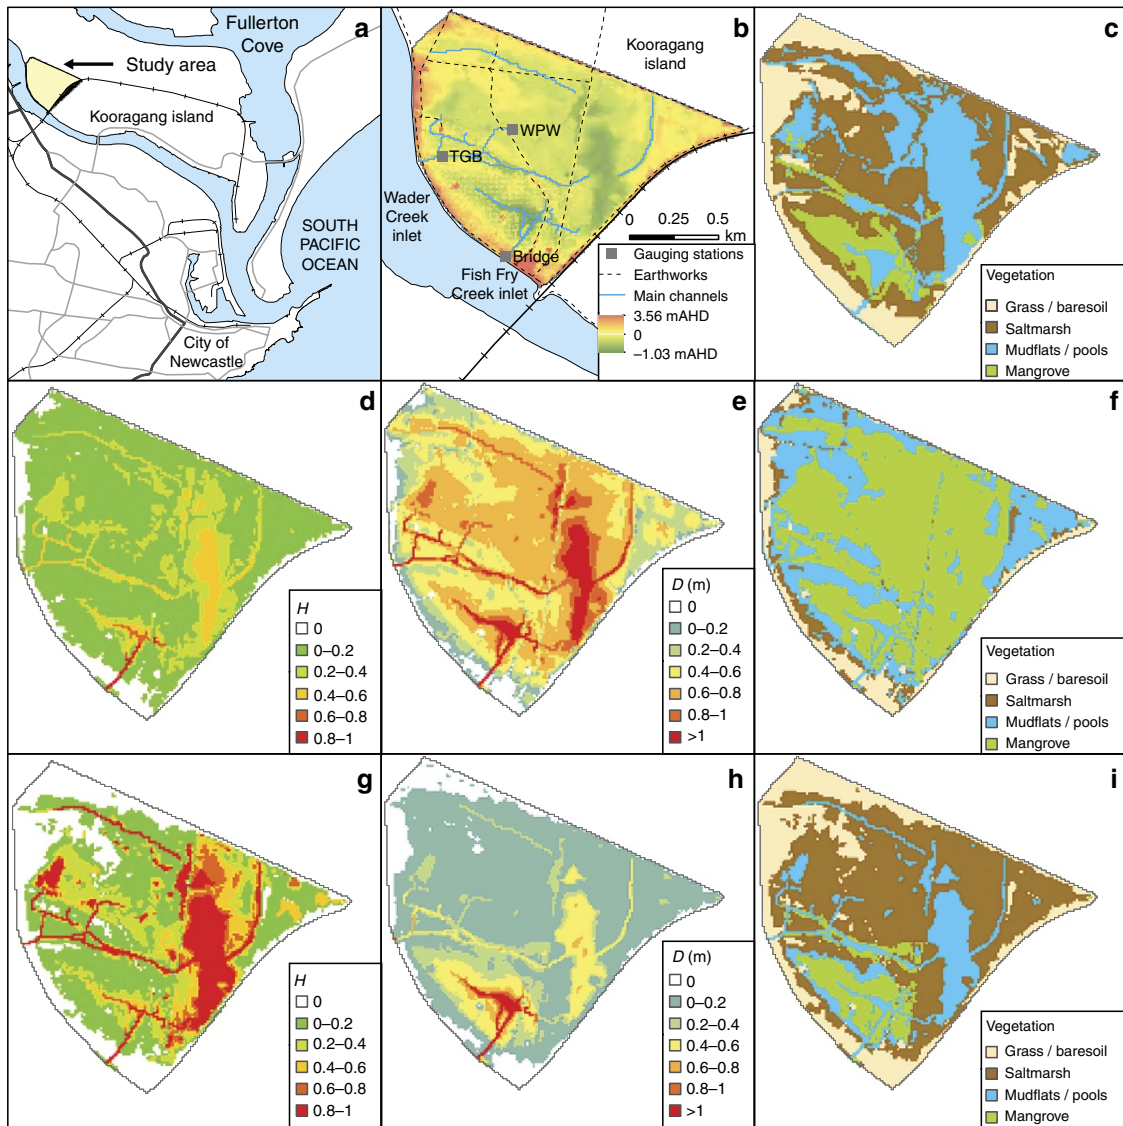 a
Fullerton
Cove
Study area
Kooragang island
SOUTH
PACIFIC
OCEAN
City of
Newcastle
b
Kooragang
island
WPW
TGB
Wader
Creek
inlet
0 0.25 0.5
km
Bridge
Fish Fry
Creek inlet
Gauging stations
Earthworks
Main channels
3.56 mAHD
0
–1.03 mAHD
c
Vegetation
Grass / baresoil
Saltmarsh
Mudflats / pools
Mangrove
d
H
0
0–0.2
0.2–0.4
0.4–0.6
0.6–0.8
0.8–1
e
D (m)
0
0–0.2
0.2–0.4
0.4–0.6
0.6–0.8
0.8–1
>1
f
Vegetation
Grass / baresoil
Saltmarsh
Mudflats / pools
Mangrove
g
H
0
0–0.2
0.2–0.4
0.4–0.6
0.6–0.8
0.8–1
h
D (m)
0
0–0.2
0.2–0.4
0.4–0.6
0.6–0.8
0.8–1
>1
i
Vegetation
Grass / baresoil
Saltmarsh
Mudflats / pools
Mangrove